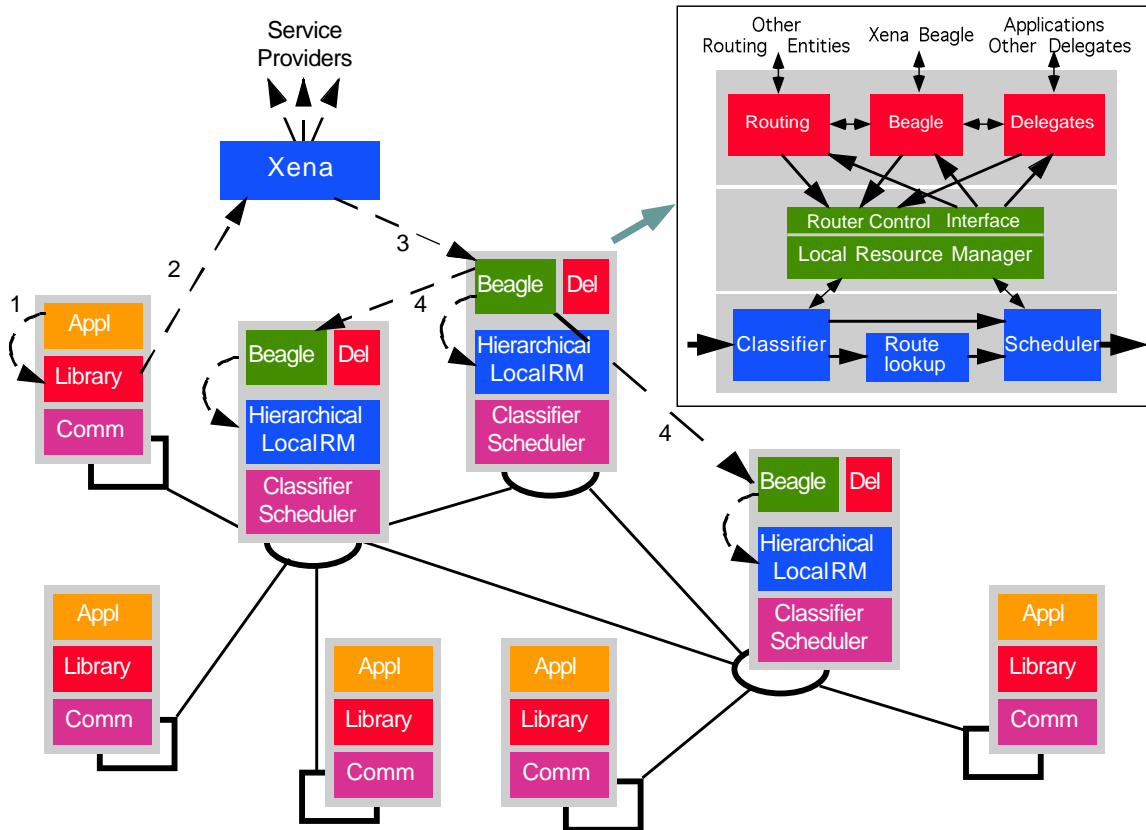 Service
Providers
Xena
Other
Routing Entities
Xena Beagle
Applications
Other Delegates
Routing
Beagle
Delegates
Router Control Interface
Local Resource Manager
Classifier
Route
lookup
Scheduler
1
2
3
4
4
Appl
Library
Comm
Beagle
Del
Hierarchical
LocalRM
Classifier
Scheduler
Beagle
Del
Hierarchical
LocalRM
Classifier
Scheduler
Beagle
Del
Hierarchical
LocalRM
Classifier
Scheduler
Appl
Library
Comm
Appl
Library
Comm
Appl
Library
Comm
Appl
Library
Comm